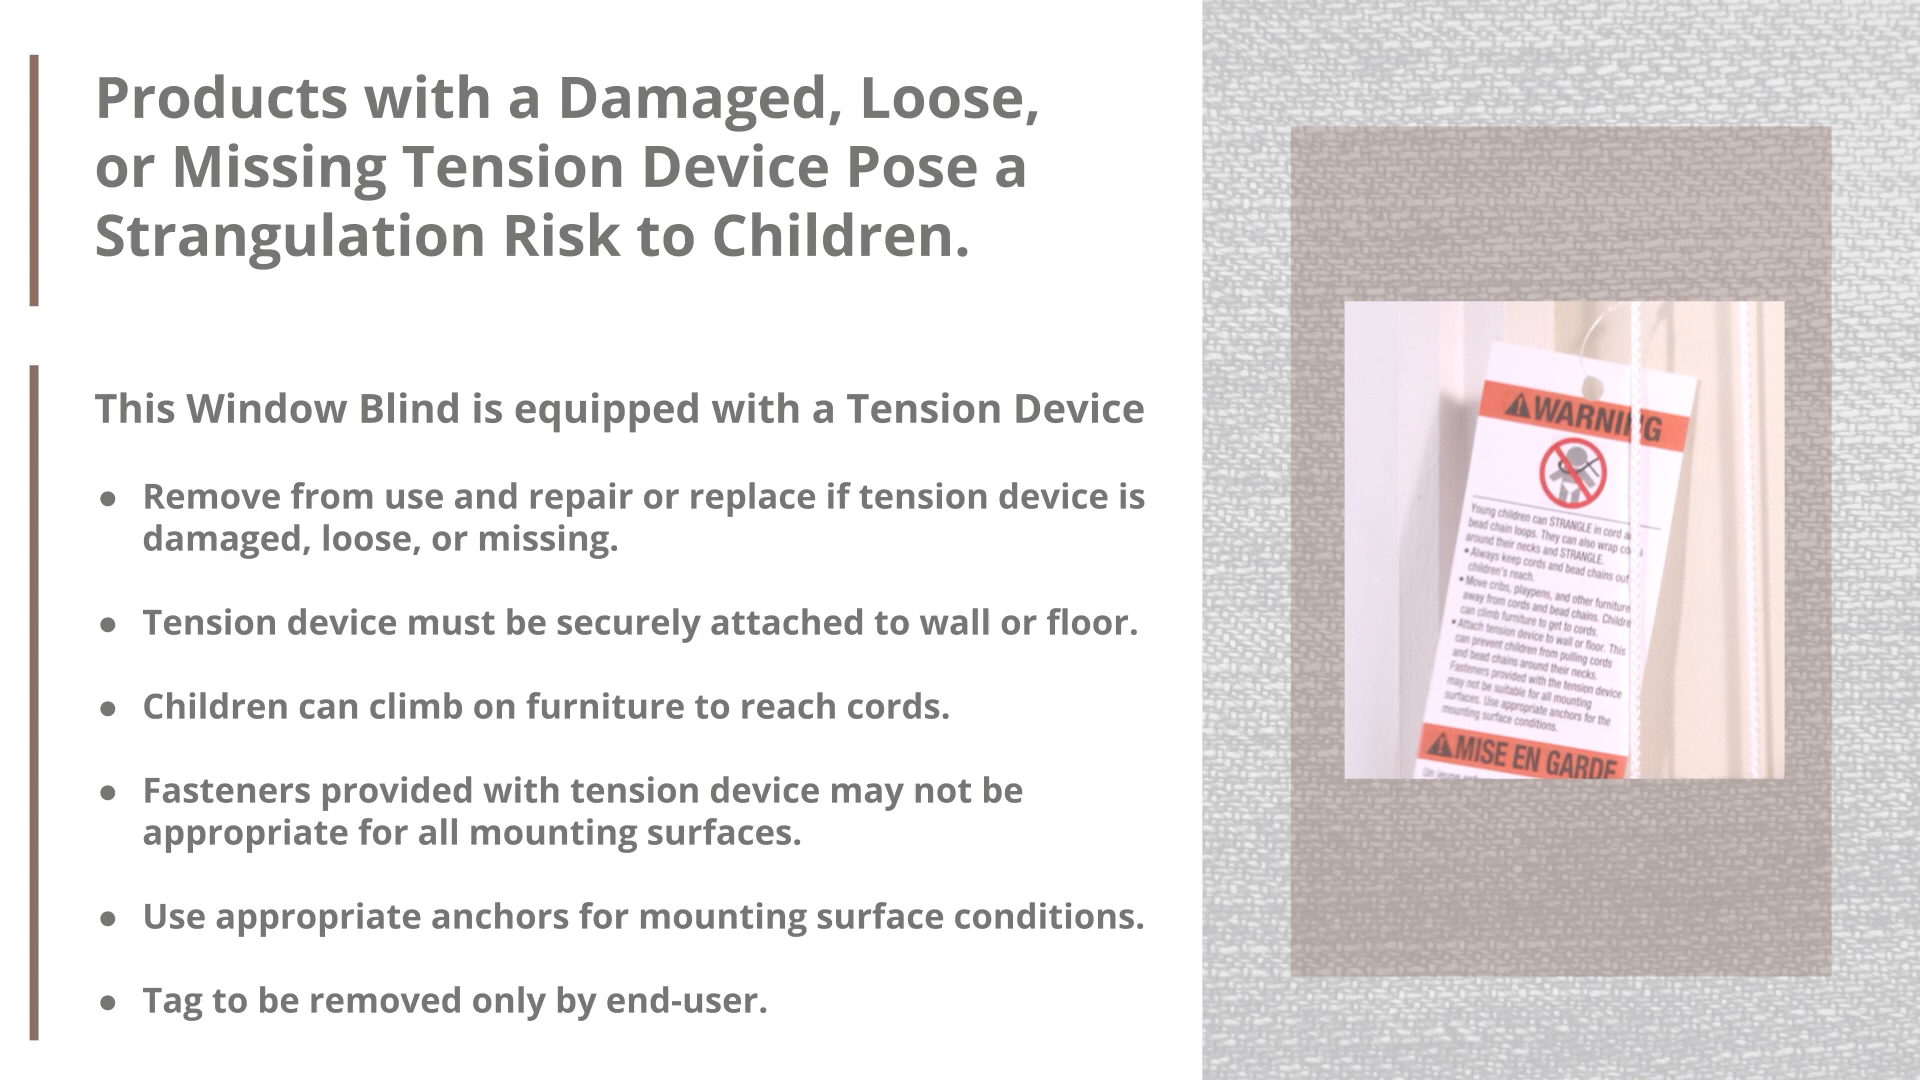 Products with a Damaged, Loose,
or Missing Tension Device Pose a
Strangulation Risk to Children.
This Window Blind is equipped with a Tension Device
● Remove from use and repair or replace if tension device is
damaged, loose, or missing.
● Tension device must be securely attached to wall or floor.
● Children can climb on furniture to reach cords.
● Fasteners provided with tension device may not be
appropriate for all mounting surfaces.
● Use appropriate anchors for mounting surface conditions.
● Tag to be removed only by end-user.
WARNING
Young children can STRANGLE in cord
bead chain loops. They can also wrap
around their necks and STRANGLE.
• Always keep cords and bead chains out
children's reach.
• Move cribs, playpens, and other furniture
away from cords and bead chains.
can climb furniture to get to cords.
• Attach tension device to wall or floor. This
can prevent children from pulling cords
and bead chains around their necks.
Fasteners provided with the tension device
may not be suitable for all mounting
surfaces. Use appropriate anchors for the
mounting surface conditions.
MISE EN GARDE